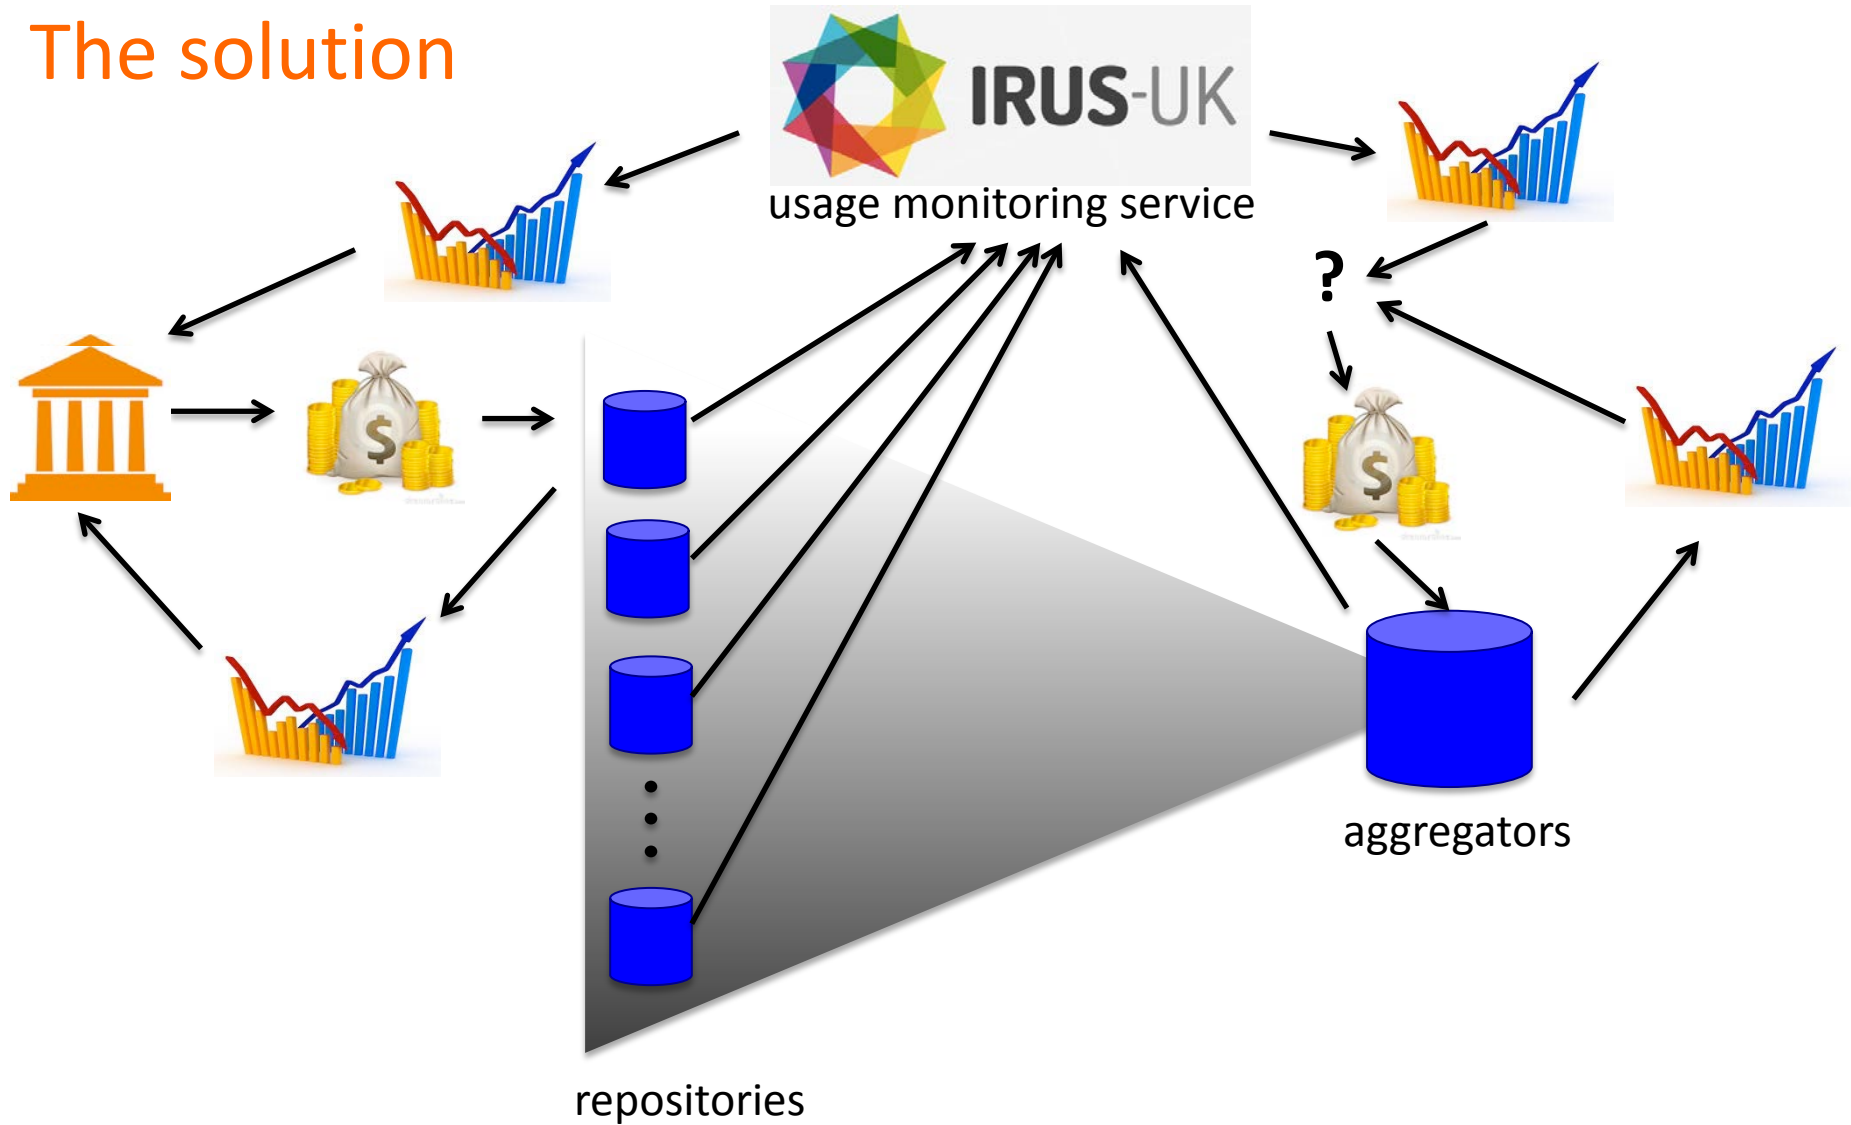 The solution
IRUS-UK
usage monitoring service
?
$
$
aggregators
repositories